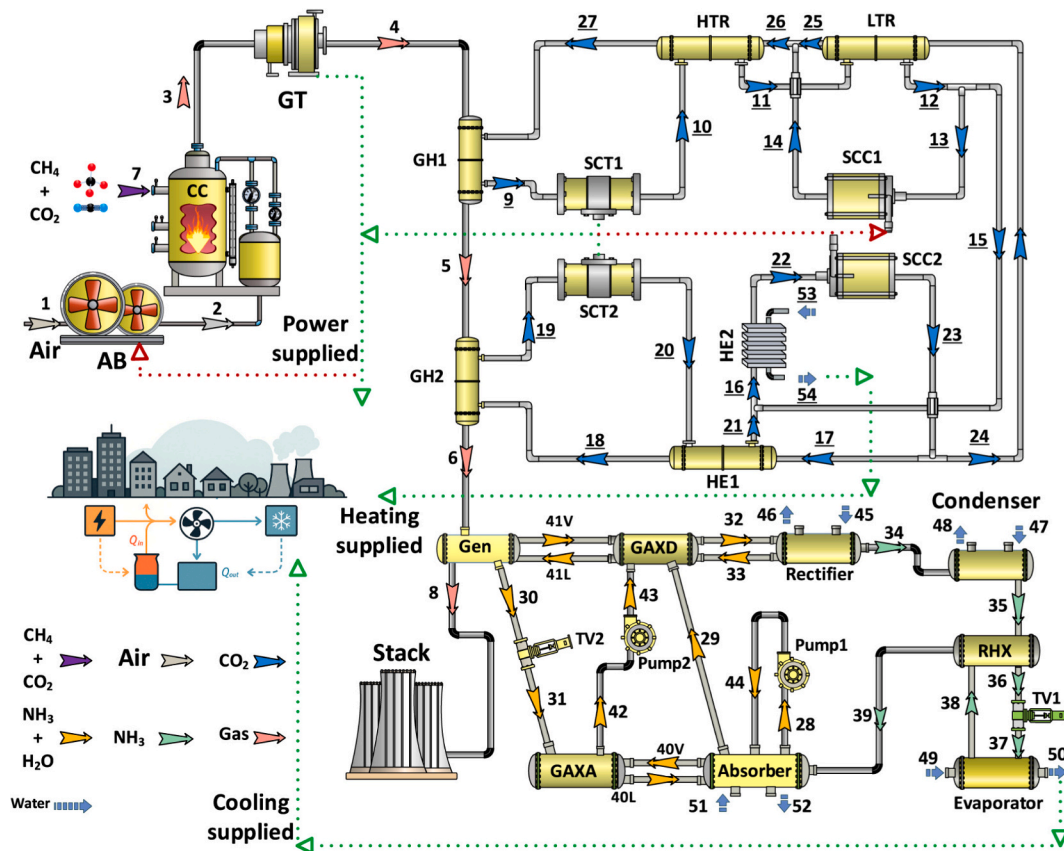 27
HTR
26
25
LTR
4
3
GT
11
12
10
14
13
GH1
SCT1
SCC1
CH4
+
CO2
7
CC
9
15
5
22
SCC2
53
1
2
Air
AB
Power
supplied
19
SCT2
20
HE2
23
16
54
GH2
21
6
18
HE1
17
24
Heating
supplied
Condenser
Qin
Qout
41V
32
46
45
34
48
47
Gen
GAXD
Rectifier
41L
33
8
30
43
35
TV2
Pump2
29
Pump1
RHX
CH4
+
CO2
Air
CO2
Stack
31
42
44
28
39
38
36
TV1
NH3
+
H2O
NH3
Gas
37
40V
49
50
GAXA
Absorber
Evaporator
40L
51
52
Water
Cooling
supplied